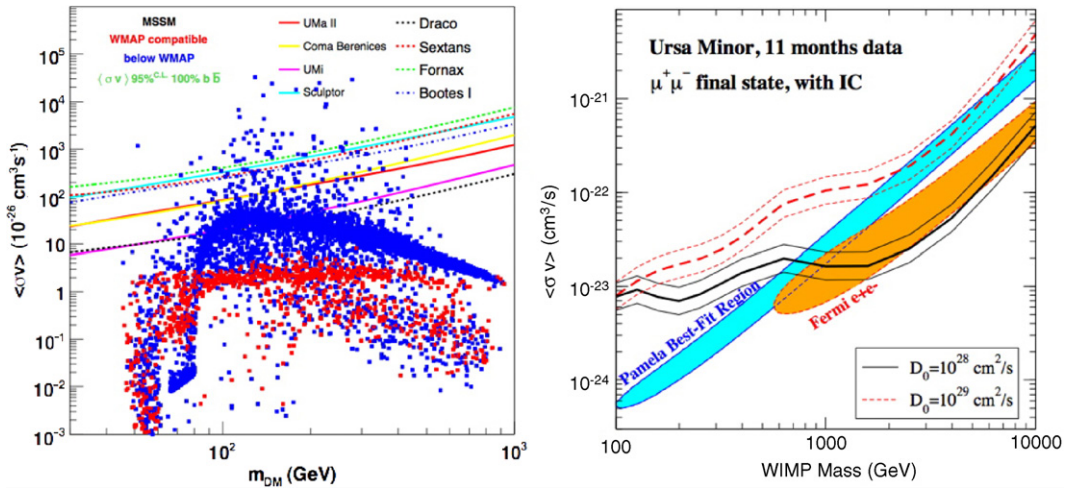 MSSM
WMAP compatible
below WMAP
⟨σ v⟩ 95%^C.L. 100% b b̅
UMa II
Coma Berenices
UMi
Sculptor
Draco
Sextans
Fornax
Bootes I
<σv> (10⁻²⁶ cm³s⁻¹)
10⁵
10⁴
10³
10²
10
1
10⁻¹
10⁻²
10⁻³
10²
10³
m_DM (GeV)
Ursa Minor, 11 months data
μ⁺μ⁻ final state, with IC
<σ v> (cm³/s)
10⁻²¹
10⁻²²
10⁻²³
10⁻²⁴
Pamela Best-Fit Region
Fermi e+e-
D₀=10²⁸ cm²/s
D₀=10²⁹ cm²/s
100
1000
10000
WIMP Mass (GeV)